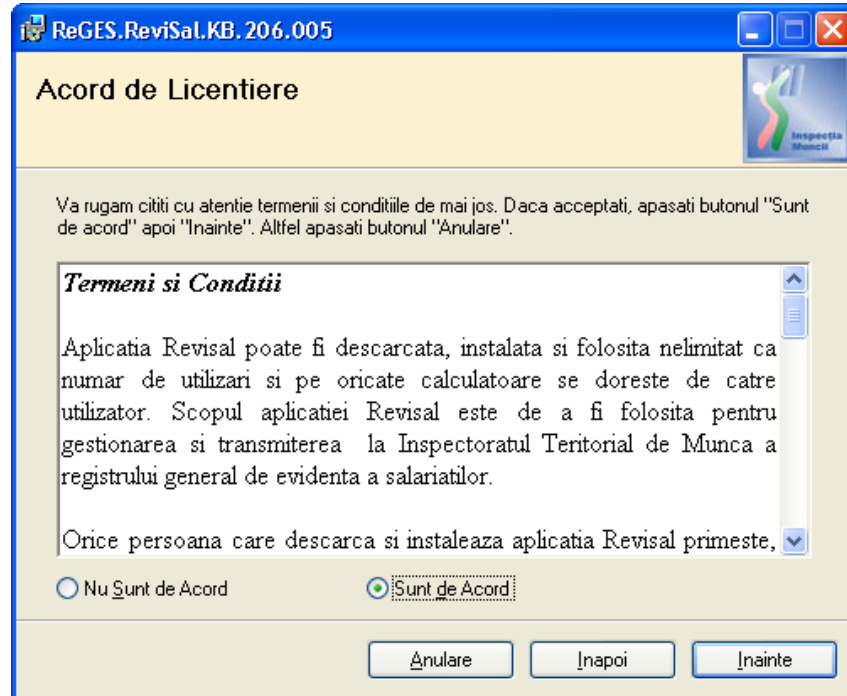 ReGES.ReviSal.KB.206.005
Acord de Licentiere
Inspecţia
Muncii
Va rugam cititi cu atentie termenii si conditiile de mai jos. Daca acceptati, apasati butonul "Sunt
de acord" apoi "Inainte". Altfel apasati butonul "Anulare".
Termeni si Conditii
Aplicatia Revisal poate fi descarcata, instalata si folosita nelimitat ca
numar de utilizari si pe oricate calculatoare se doreste de catre
utilizator. Scopul aplicatiei Revisal este de a fi folosita pentru
gestionarea si transmiterea la Inspectoratul Teritorial de Munca a
registrului general de evidenta a salariatilor.
Orice persoana care descarca si instaleaza aplicatia Revisal primeste,
Nu Sunt de Acord
Sunt de Acord
Anulare
Inapoi
Inainte